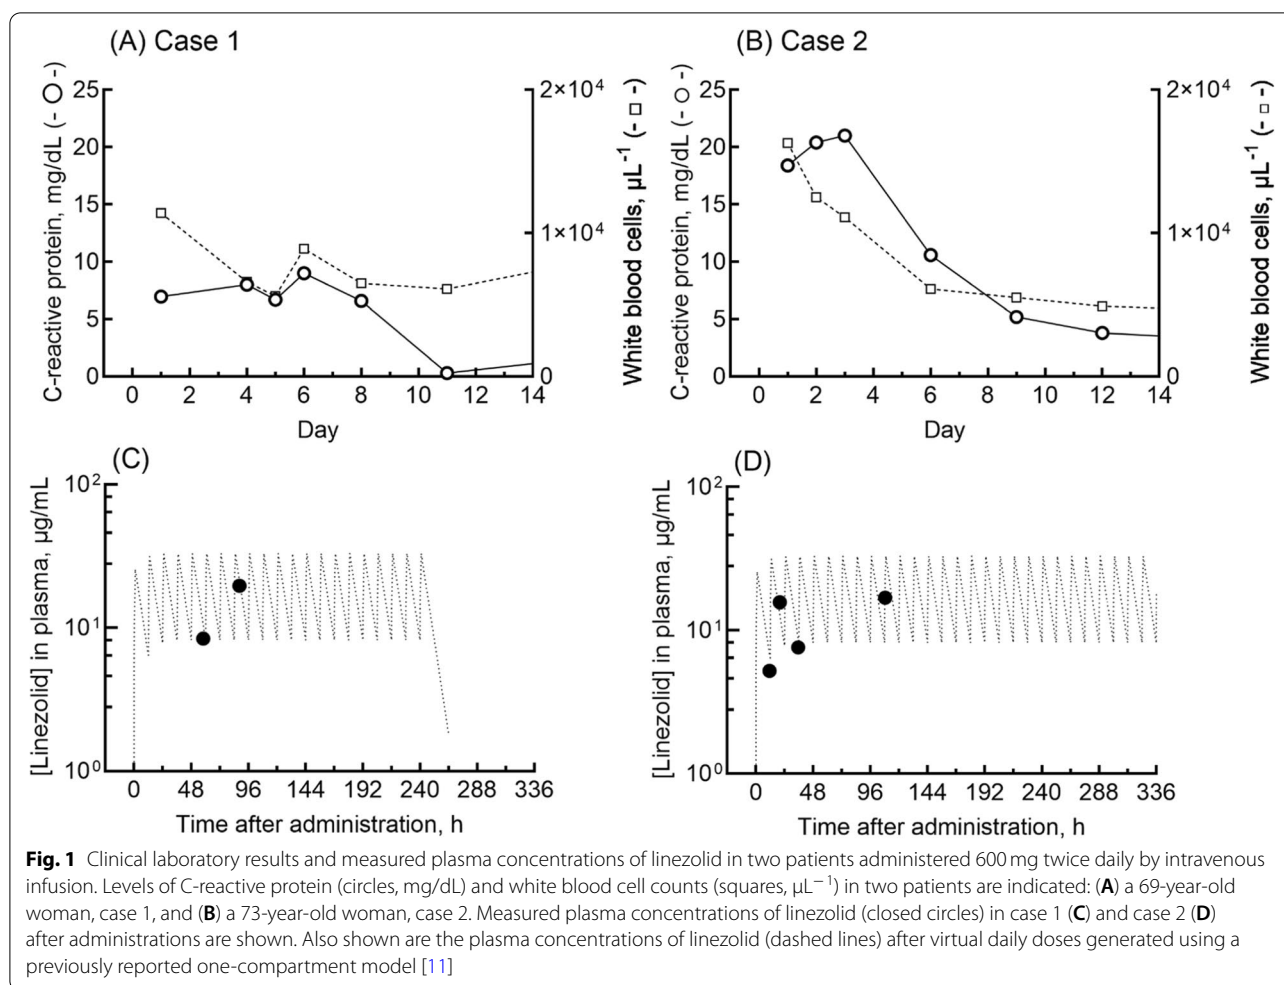 (A) Case 1
C-reactive protein, mg/dL (- O -)
25
20
15
10
5
0
2×10⁴
1×10⁴
0
White blood cells, µL⁻¹ (- □ -)
0 2 4 6 8 10 12 14
Day
(B) Case 2
C-reactive protein, mg/dL (- O -)
25
20
15
10
5
0
2×10⁴
1×10⁴
0
White blood cells, µL⁻¹ (- □ -)
0 2 4 6 8 10 12 14
Day
(C)
[Linezolid] in plasma, µg/mL
10²
10¹
10⁰
0 48 96 144 192 240 288 336
Time after administration, h
(D)
[Linezolid] in plasma, µg/mL
10²
10¹
10⁰
0 48 96 144 192 240 288 336
Time after administration, h
Fig. 1 Clinical laboratory results and measured plasma concentrations of linezolid in two patients administered 600 mg twice daily by intravenous
infusion. Levels of C-reactive protein (circles, mg/dL) and white blood cell counts (squares, µL⁻¹) in two patients are indicated: (A) a 69-year-old
woman, case 1, and (B) a 73-year-old woman, case 2. Measured plasma concentrations of linezolid (closed circles) in case 1 (C) and case 2 (D)
after administrations are shown. Also shown are the plasma concentrations of linezolid (dashed lines) after virtual daily doses generated using a
previously reported one-compartment model [11]